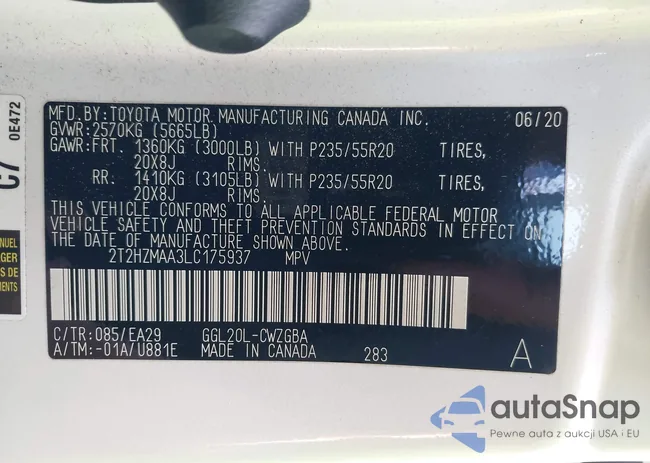 MFD.BY:TOYOTA MOTOR MANUFACTURING CANADA INC. 06/20
GVWR:2570KG (5665LB)
GAWR:FRT. 1360KG (3000LB) WITH P235/55R20 TIRES,
20X8J RIMS.
RR. 1410KG (3105LB) WITH P235/55R20 TIRES,
20X8J RIMS.
THIS VEHICLE CONFORMS TO ALL APPLICABLE FEDERAL MOTOR
VEHICLE SAFETY AND THEFT PREVENTION STANDARDS IN EFFECT
ON THE DATE OF MANUFACTURE SHOWN ABOVE.
2T2HZMAA3LC175937 MPV
C/TR:085/EA29 GGL20L-CWZGBA
A/TM:-01A/U881E MADE IN CANADA 283 A
C7
0E472
autoSnap
Pewne auta z aukcji USA i EU